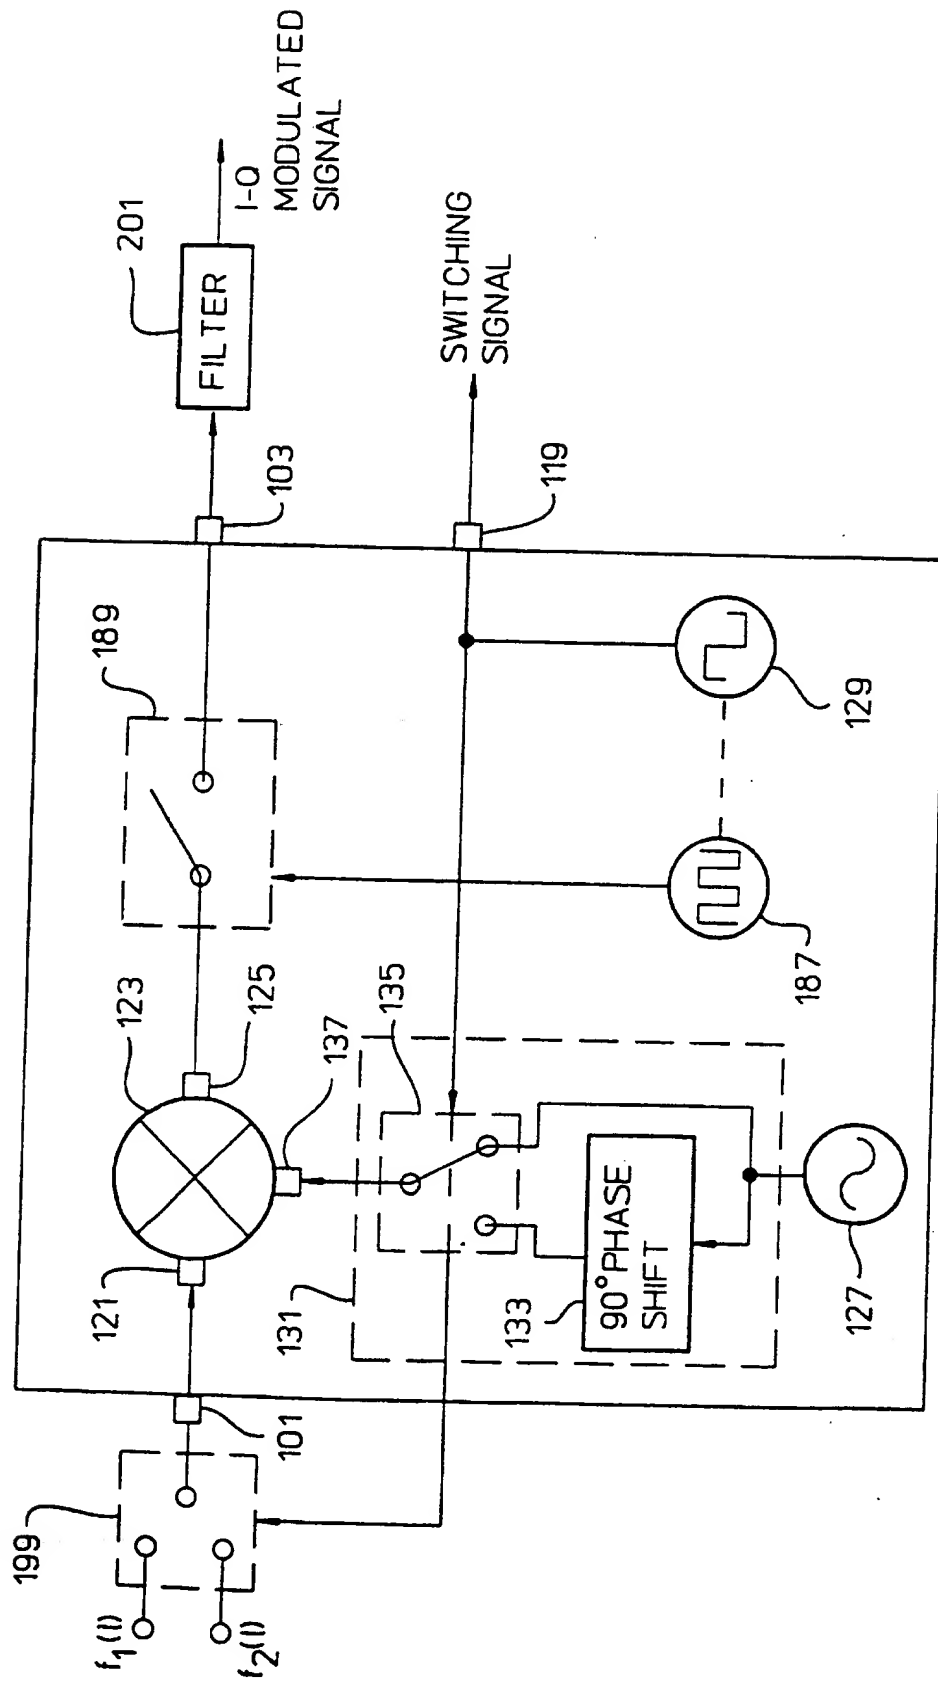 199
f₁(l)
f₂(l)
101
121
123
125
137
189
103
201
FILTER
I-Q
MODULATED
SIGNAL
131
135
133
90° PHASE
SHIFT
127
187
129
119
SWITCHING
SIGNAL